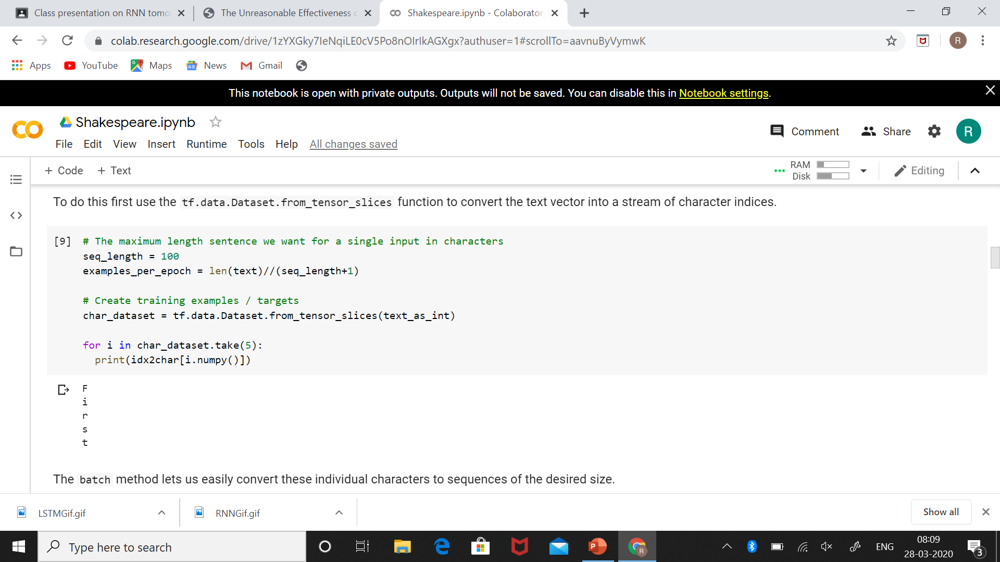 Class presentation on RNN tomo
The Unreasonable Effectiveness o
Shakespeare.ipynb - Colaborator
colab.research.google.com/drive/1zYXGky7IeNqiLE0cV5Po8nOIrIkAGXgx?authuser=1#scrollTo=aavnuByVymwK
R
Apps YouTube Maps News Gmail
This notebook is open with private outputs. Outputs will not be saved. You can disable this in Notebook settings.
Shakespeare.ipynb
Comment Share R
File Edit View Insert Runtime Tools Help All changes saved
+ Code + Text
RAM
Disk
Editing
To do this first use the tf.data.Dataset.from_tensor_slices function to convert the text vector into a stream of character indices.
[9] # The maximum length sentence we want for a single input in characters
seq_length = 100
examples_per_epoch = len(text)//(seq_length+1)
# Create training examples / targets
char_dataset = tf.data.Dataset.from_tensor_slices(text_as_int)
for i in char_dataset.take(5):
print(idx2char[i.numpy()])
F
i
r
s
t
The batch method lets us easily convert these individual characters to sequences of the desired size.
LSTMGif.gif
RNNGif.gif
Show all
Type here to search
ENG
08:09
28-03-2020
3